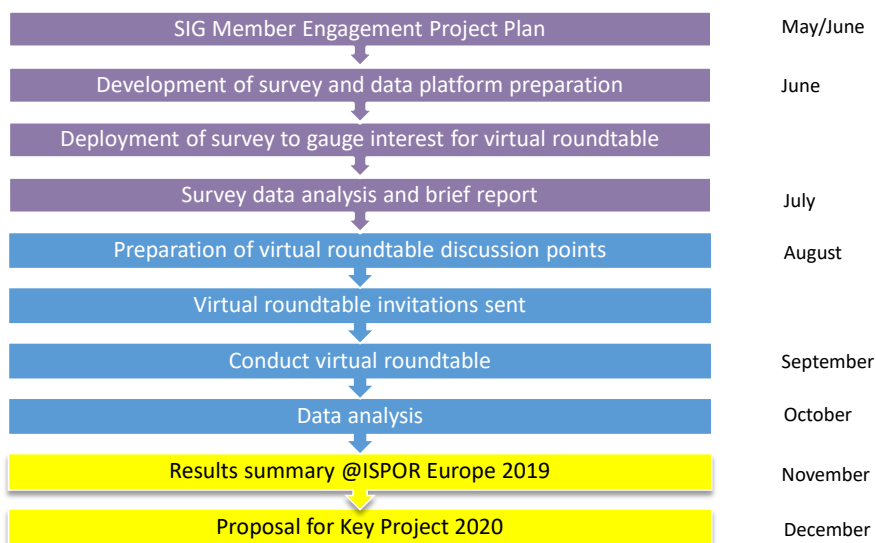 SIG Member Engagement Project Plan May/June
Development of survey and data platform preparation June
Deployment of survey to gauge interest for virtual roundtable
Survey data analysis and brief report July
Preparation of virtual roundtable discussion points August
Virtual roundtable invitations sent
Conduct virtual roundtable September
Data analysis October
Results summary @ISPOR Europe 2019 November
Proposal for Key Project 2020 December